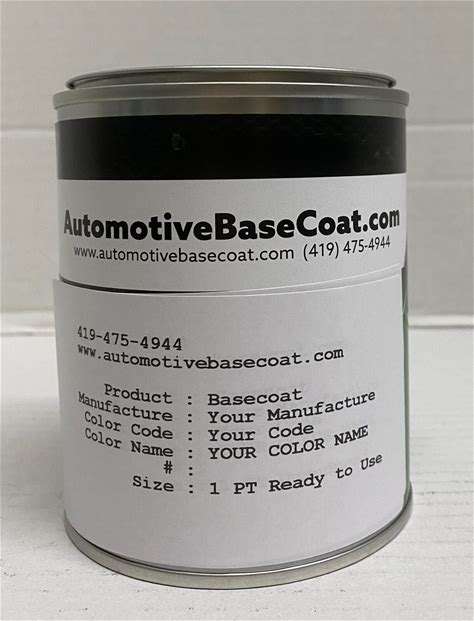 AutomotiveBaseCoat.com
www.automotivebasecoat.com (419) 475-4944
419-475-4944
www.automotivebasecoat.com
Product : Basecoat
Manufacture : Your Manufacture
Color Code : Your Code
Color Name : YOUR COLOR NAME
# :
Size : 1 PT Ready to Use